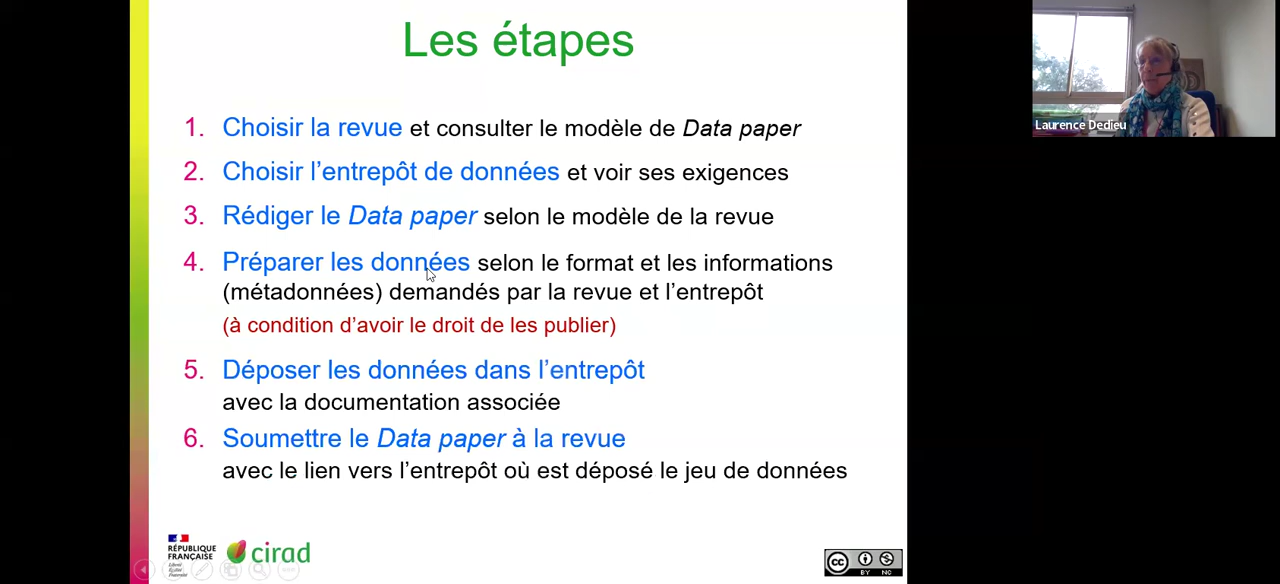 Les étapes
Laurence Dedieu
1. Choisir la revue et consulter le modèle de Data paper
2. Choisir l’entrepôt de données et voir ses exigences
3. Rédiger le Data paper selon le modèle de la revue
4. Préparer les données selon le format et les informations
(métadonnées) demandés par la revue et l’entrepôt
(à condition d’avoir le droit de les publier)
5. Déposer les données dans l’entrepôt
avec la documentation associée
6. Soumettre le Data paper à la revue
avec le lien vers l’entrepôt où est déposé le jeu de données
RÉPUBLIQUE
FRANÇAISE
Liberté
Égalité
Fraternité
cirad
cc
BY NC